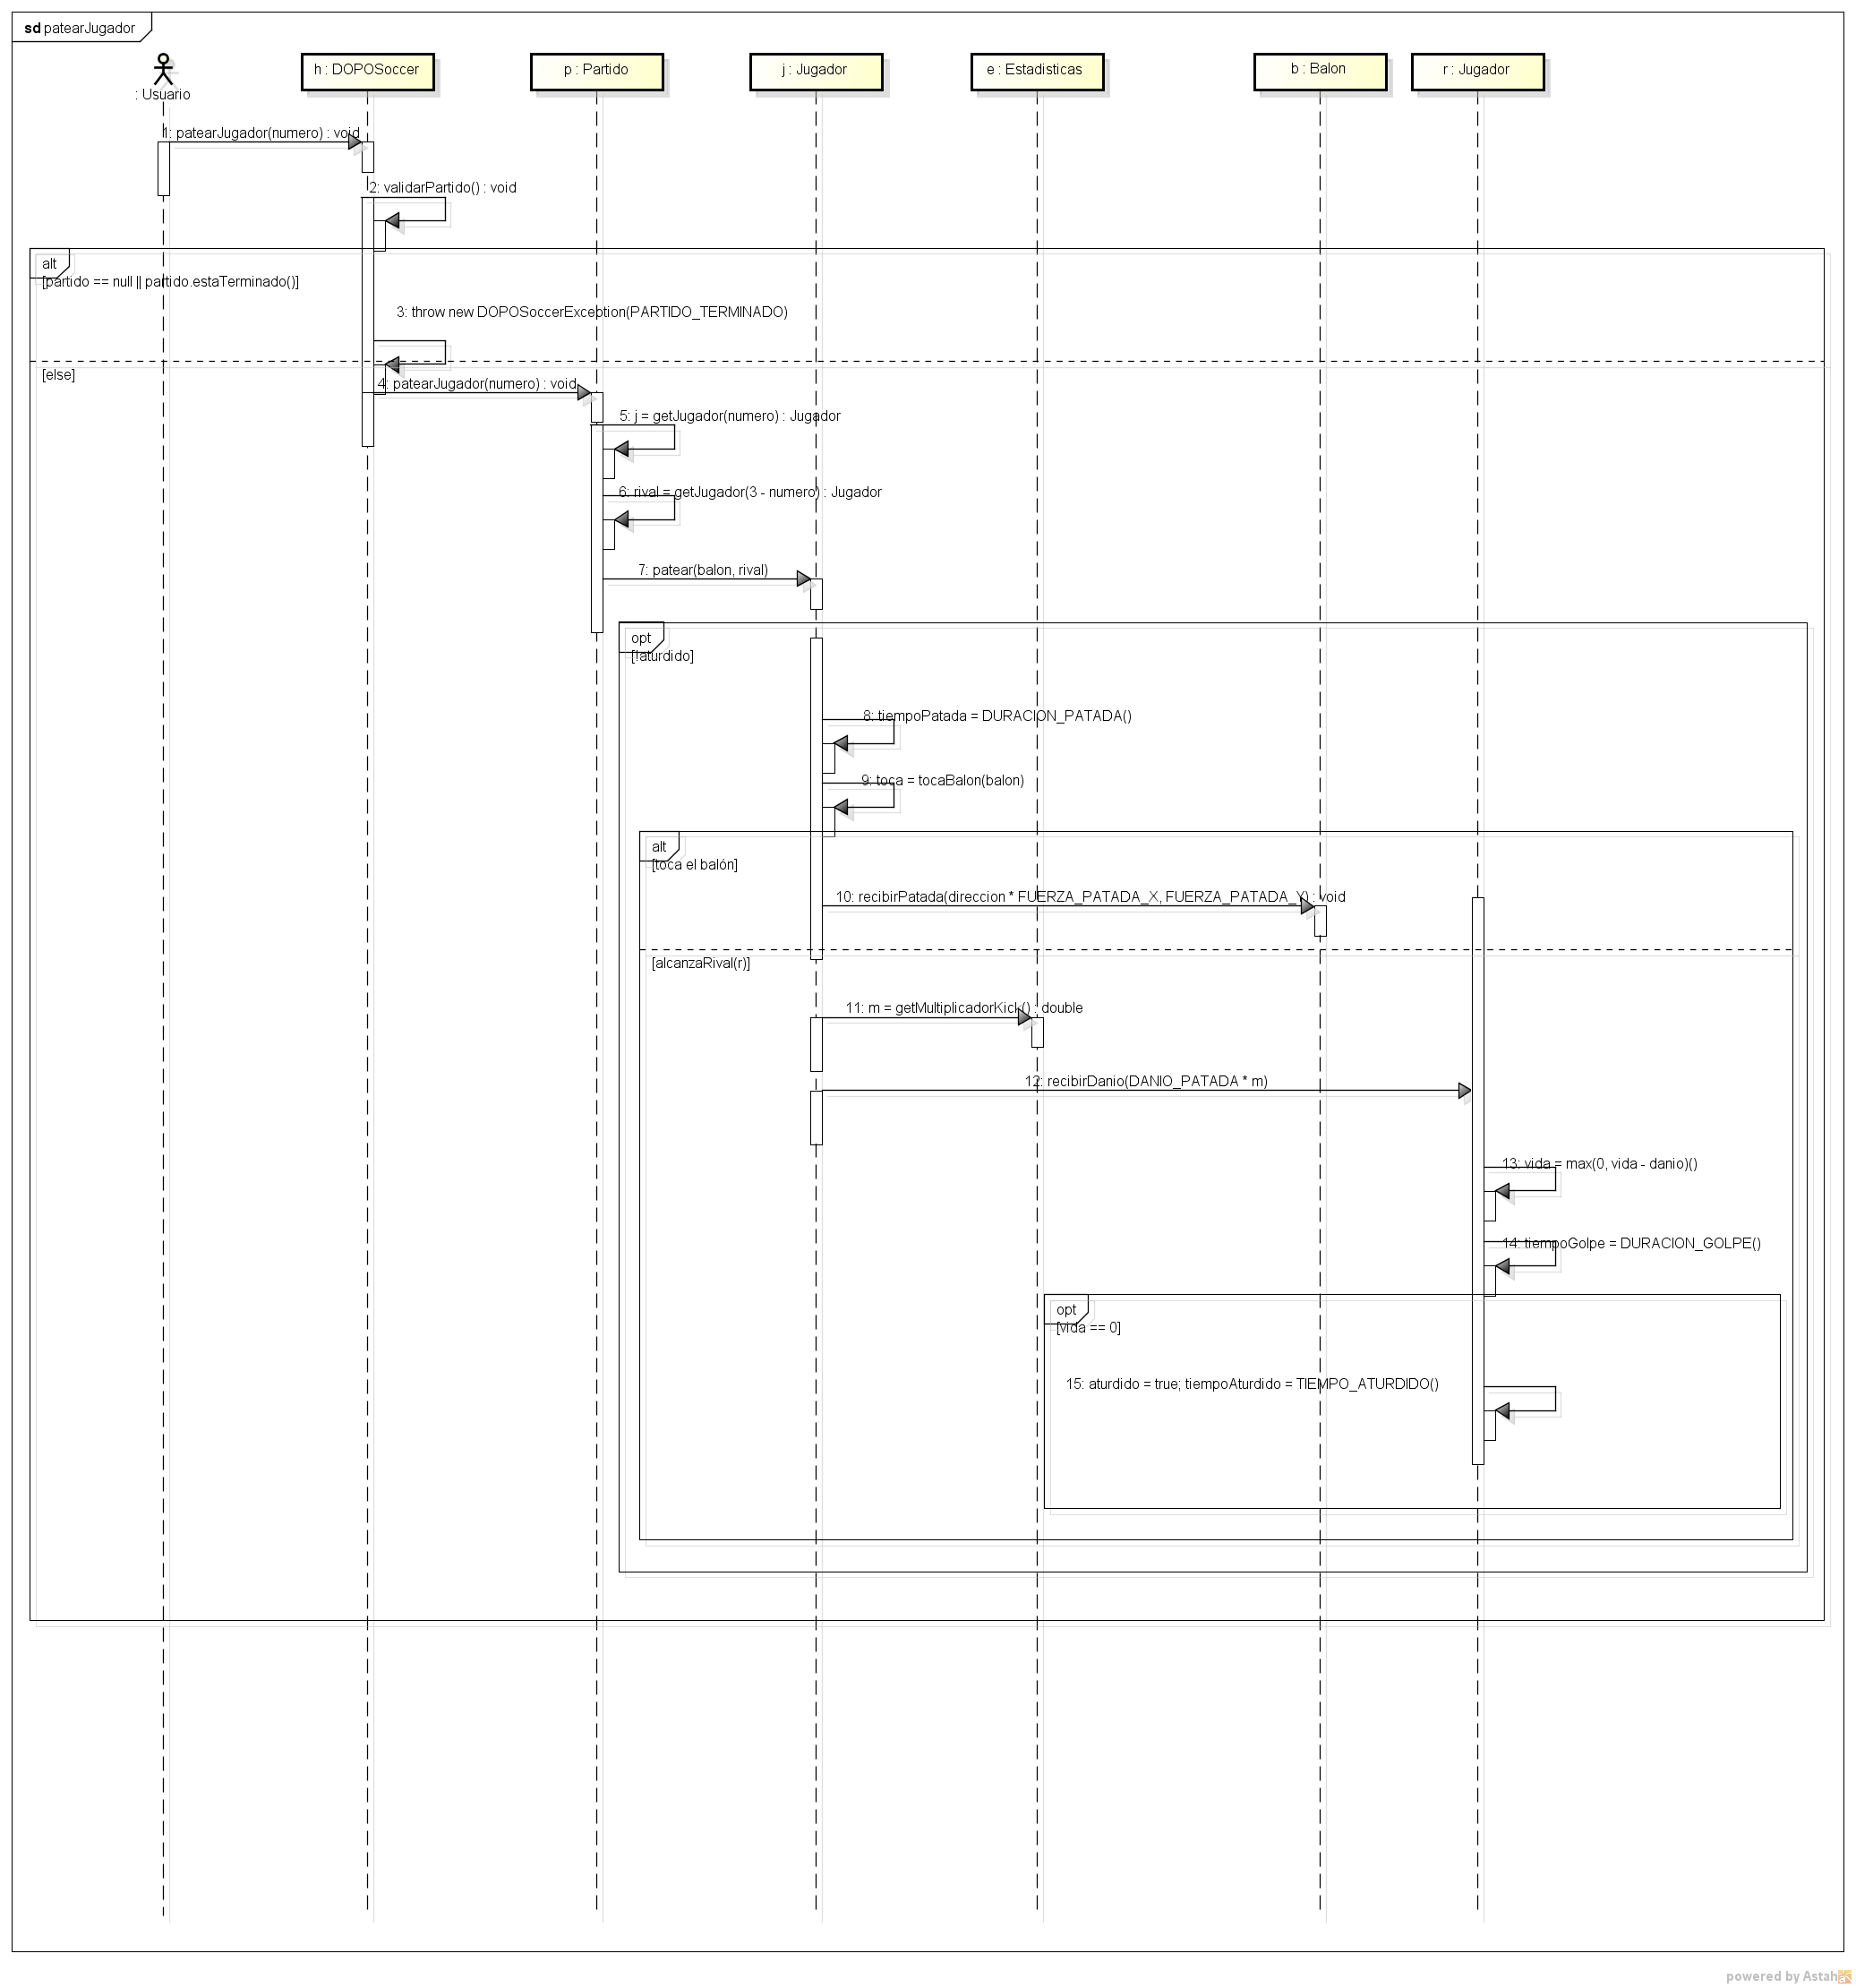 sd patearJugador
: Usuario
h : DOPOSoccer
p : Partido
j : Jugador
e : Estadisticas
b : Balon
r : Jugador
1: patearJugador(numero) : void
2: validarPartido() : void
alt
[partido == null || partido.estaTerminado()]
3: throw new DOPOSoccerException(PARTIDO_TERMINADO)
[else]
4: patearJugador(numero) : void
5: j = getJugador(numero) : Jugador
6: rival = getJugador(3 - numero) : Jugador
7: patear(balon, rival)
opt
[!aturdido]
8: tiempoPatada = DURACION_PATADA()
9: toca = tocaBalon(balon)
alt
[toca el balón]
10: recibirPatada(direccion * FUERZA_PATADA_X, FUERZA_PATADA_Y) : void
[alcanzaRival(r)]
11: m = getMultiplicadorKick() : double
12: recibirDanio(DANIO_PATADA * m)
13: vida = max(0, vida - danio)()
14: tiempoGolpe = DURACION_GOLPE()
opt
[vida == 0]
15: aturdido = true; tiempoAturdido = TIEMPO_ATURDIDO()
powered by Astah